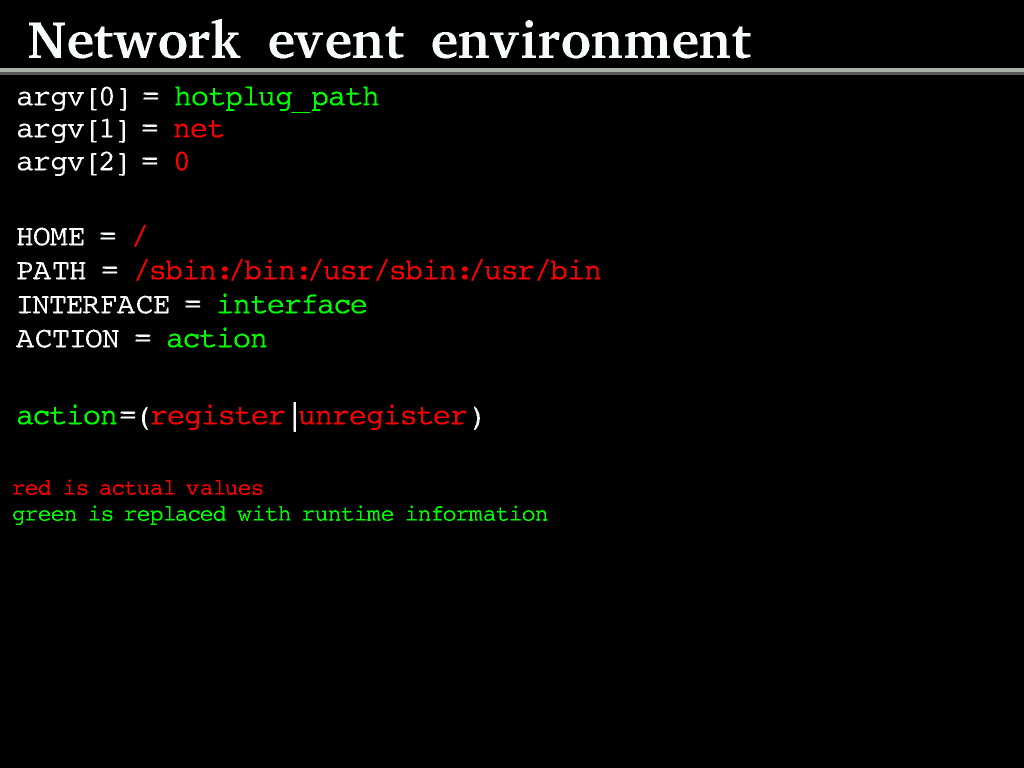 Network event environment
argv[0] = hotplug_path
argv[1] = net
argv[2] = 0
HOME = /
PATH = /sbin:/bin:/usr/sbin:/usr/bin
INTERFACE = interface
ACTION = action
action=(register|unregister)
red is actual values
green is replaced with runtime information